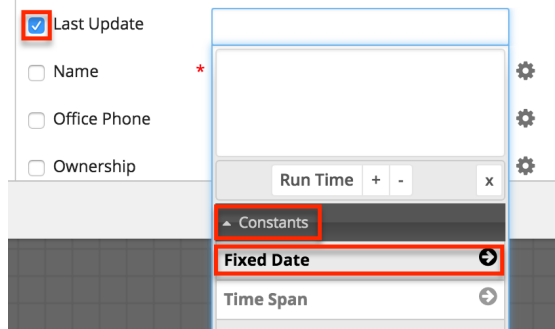 Last Update
Name *
Office Phone
Ownership
Run Time + - x
Constants
Fixed Date
Time Span